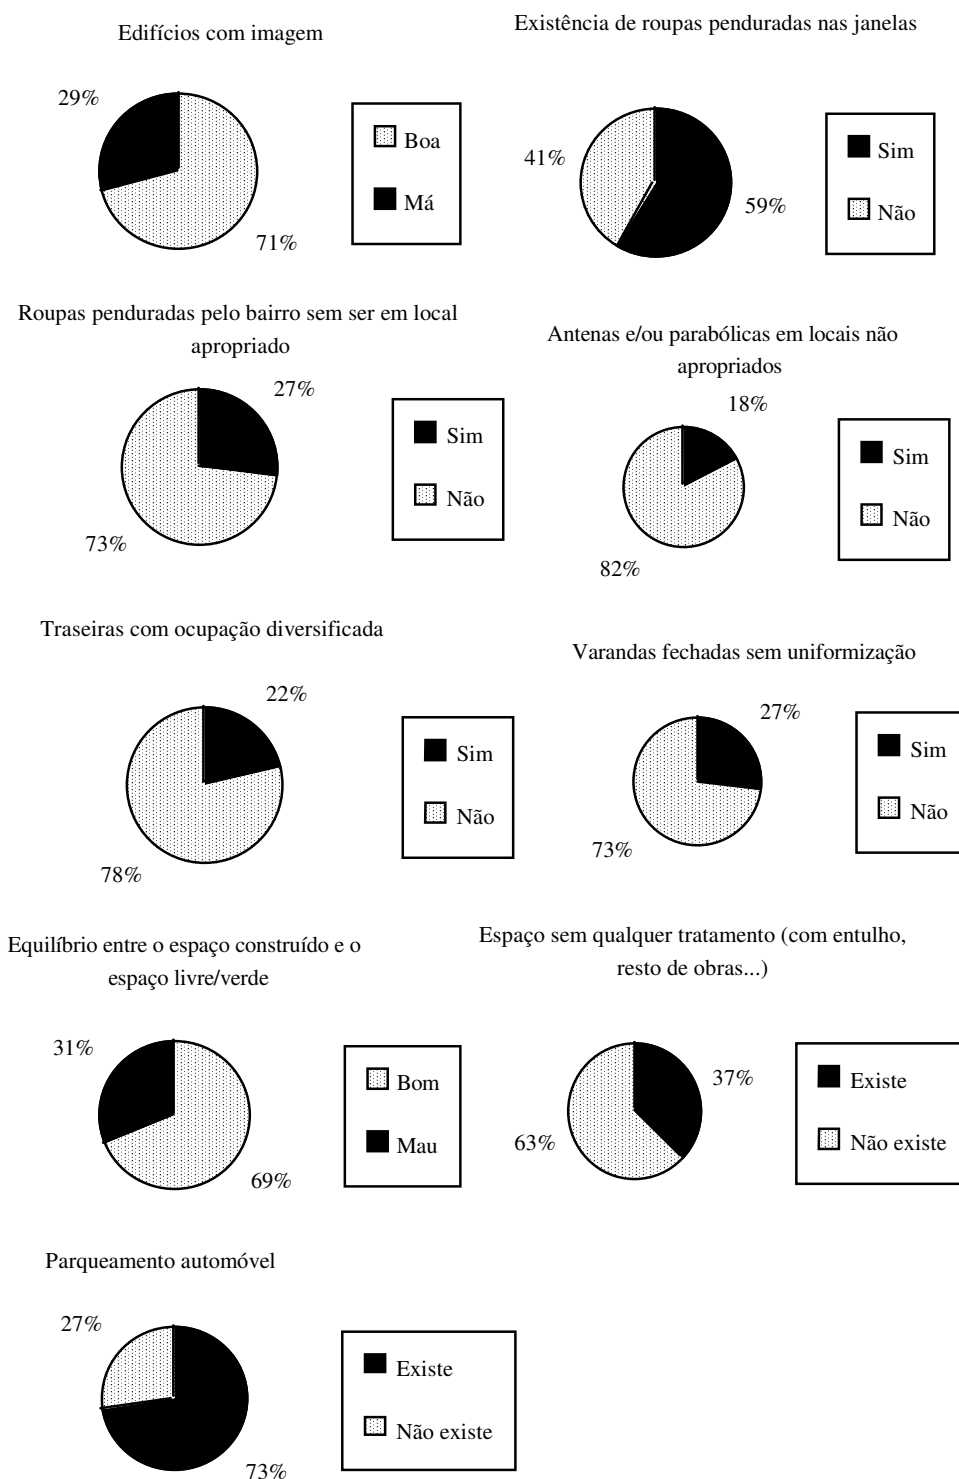 Edifícios com imagem
29%
71%
Boa
Má
Existência de roupas penduradas nas janelas
41%
59%
Sim
Não
Roupas penduradas pelo bairro sem ser em local
apropriado
27%
73%
Sim
Não
Antenas e/ou parabólicas em locais não
apropriados
18%
82%
Sim
Não
Traseiras com ocupação diversificada
22%
78%
Sim
Não
Varandas fechadas sem uniformização
27%
73%
Sim
Não
Equilíbrio entre o espaço construído e o
espaço livre/verde
31%
69%
Bom
Mau
Espaço sem qualquer tratamento (com entulho,
resto de obras...)
37%
63%
Existe
Não existe
Parqueamento automóvel
27%
73%
Existe
Não existe